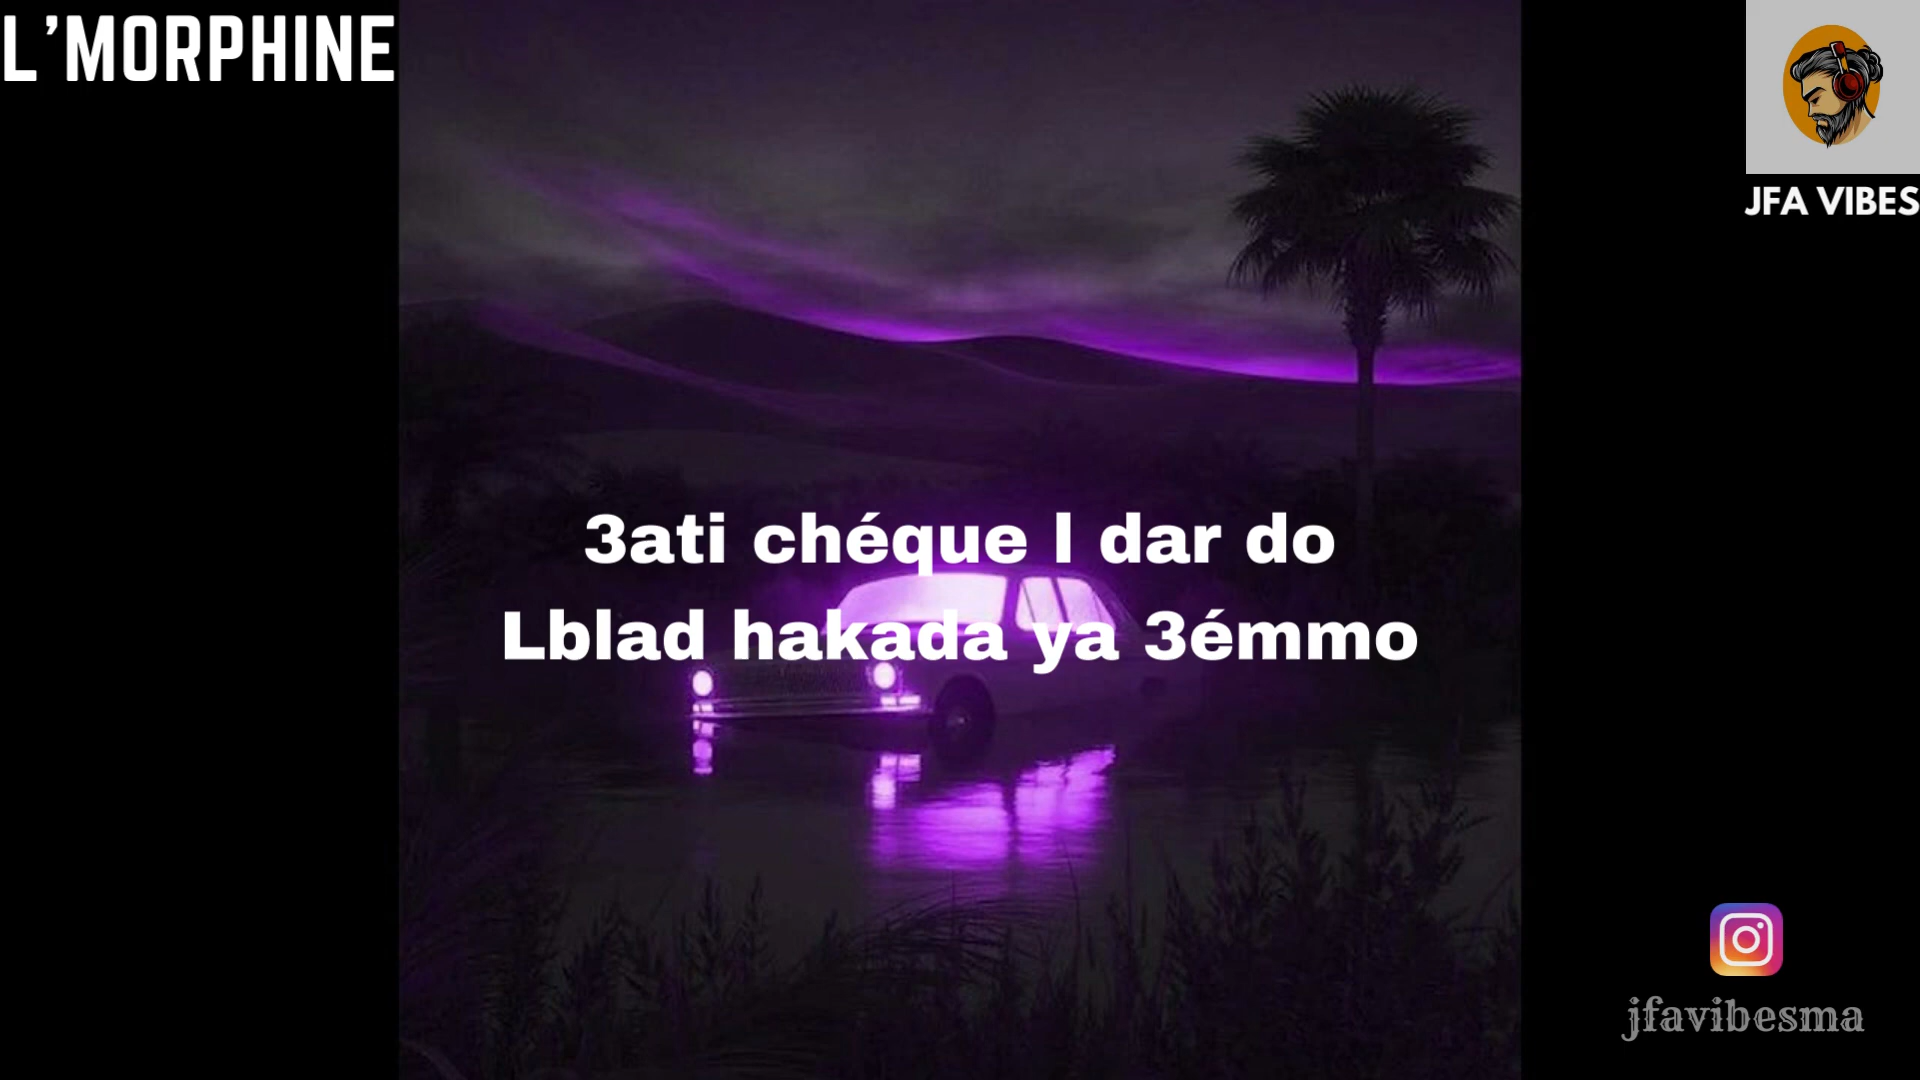 L'MORPHINE
JFA VIBES
3ati chéque l dar do
Lblad hakada ya 3émmo
jfavibesma